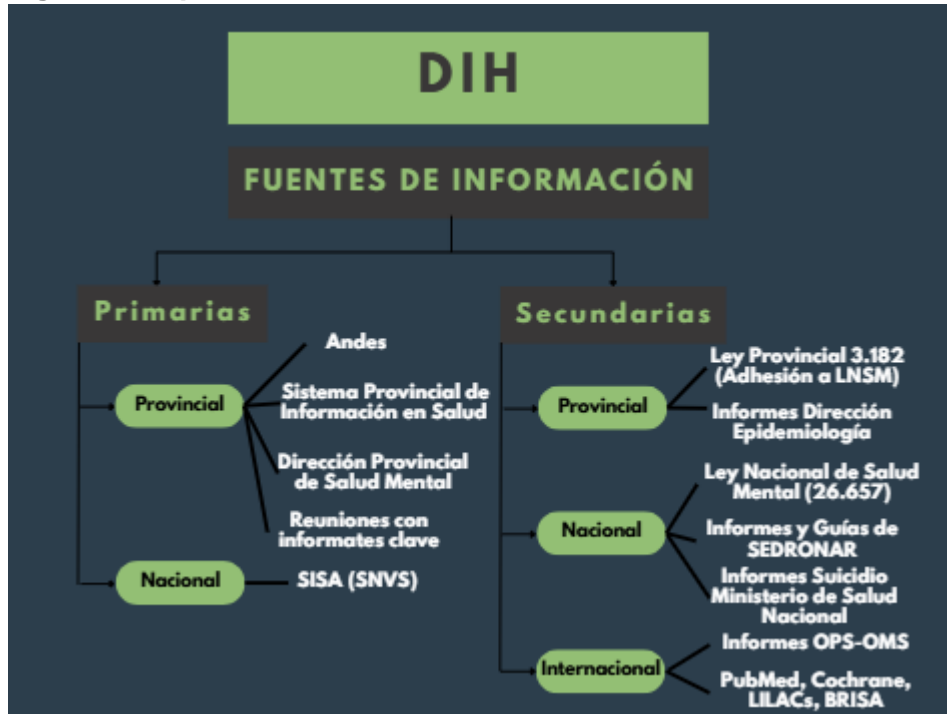 DIH
FUENTES DE INFORMACIÓN
Primarias
Provincial
Andes
Sistema Provincial de
Información en Salud
Dirección Provincial
de Salud Mental
Reuniones con
informates clave
Nacional
SISA (SNVS)
Secundarias
Provincial
Ley Provincial 3.182
(Adhesión a LNSM)
Informes Dirección
Epidemiología
Nacional
Ley Nacional de Salud
Mental (26.657)
Informes y Guías de
SEDRONAR
Informes Suicidio
Ministerio de Salud
Nacional
Internacional
Informes OPS-OMS
PubMed, Cochrane,
LILACs, BRISA